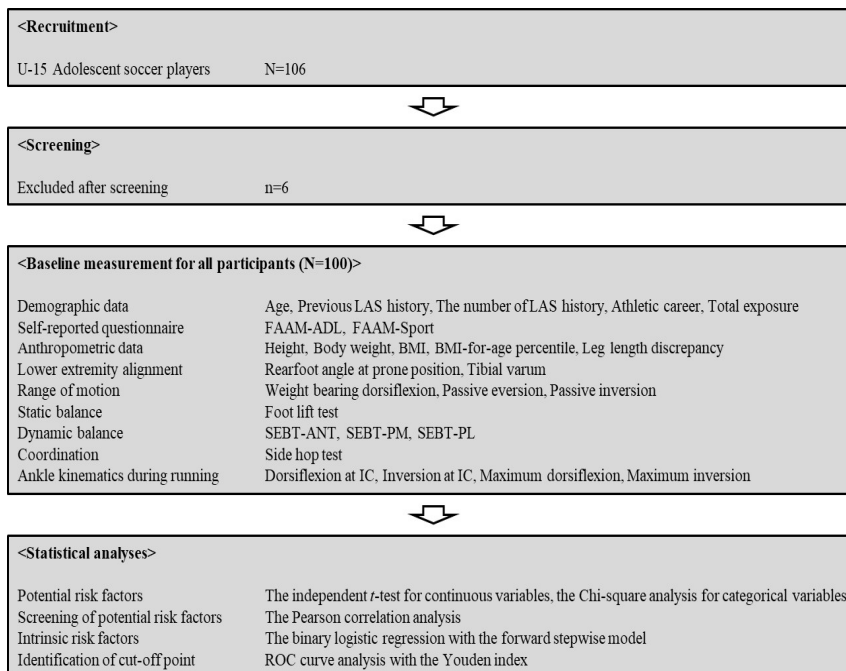 <Recruitment>
U-15 Adolescent soccer players N=106
<Screening>
Excluded after screening n=6
<Baseline measurement for all participants (N=100)>
Demographic data Age, Previous LAS history, The number of LAS history, Athletic career, Total exposure
Self-reported questionnaire FAAM-ADL, FAAM-Sport
Anthropometric data Height, Body weight, BMI, BMI-for-age percentile, Leg length discrepancy
Lower extremity alignment Rearfoot angle at prone position, Tibial varum
Range of motion Weight bearing dorsiflexion, Passive eversion, Passive inversion
Static balance Foot lift test
Dynamic balance SEBT-ANT, SEBT-PM, SEBT-PL
Coordination Side hop test
Ankle kinematics during running Dorsiflexion at IC, Inversion at IC, Maximum dorsiflexion, Maximum inversion
<Statistical analyses>
Potential risk factors The independent t-test for continuous variables, the Chi-square analysis for categorical variables
Screening of potential risk factors The Pearson correlation analysis
Intrinsic risk factors The binary logistic regression with the forward stepwise model
Identification of cut-off point ROC curve analysis with the Youden index